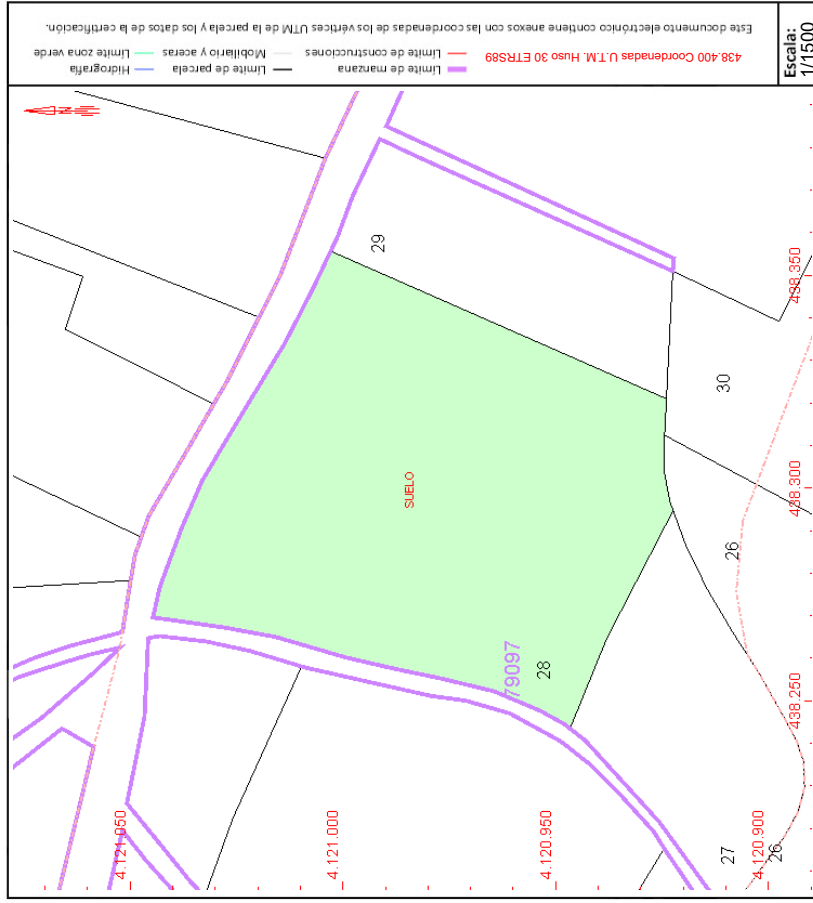 Este documento electrónico contiene anexos con las coordenadas de los vértices UTM de la parcela y los datos de la certificación.
438.400 Coordenadas U.T.M. Huso 30 ETRS89
Límite de construcciones
Mobiliario y aceras
Límite zona verde
Límite de manzana
Límite de parcela
Hidrografía
Escala:
1/1500
29
438.350
30
SUELO
438.300
26
79097
28
438.250
4.121.050
4.121.000
4.120.950
4.120.900
27
26